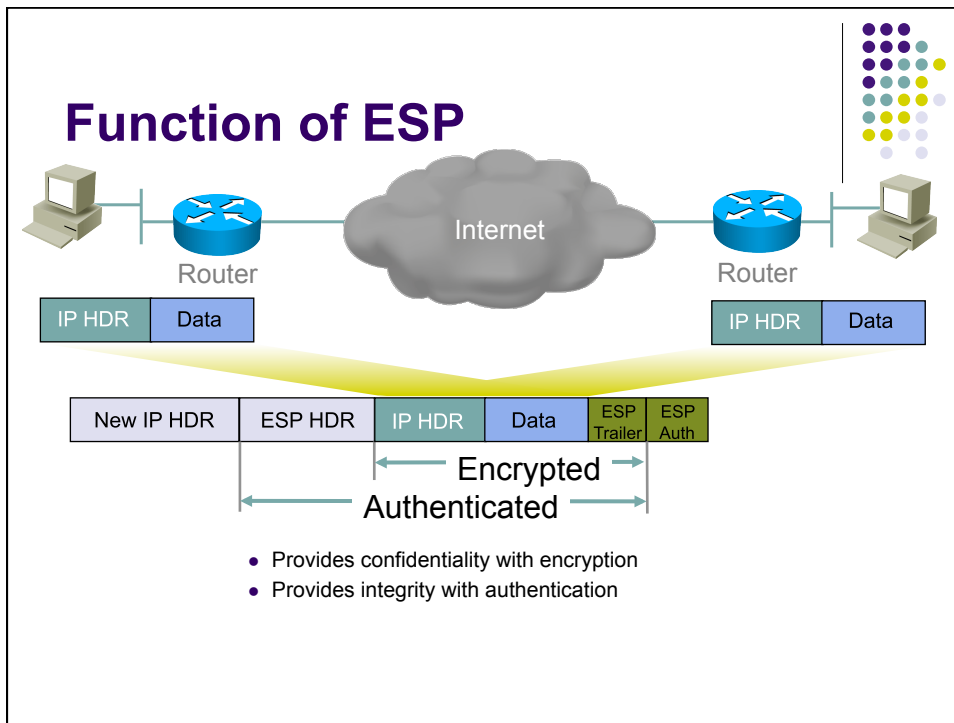 Function of ESP
Internet
Router
Router
IP HDR
Data
IP HDR
Data
New IP HDR
ESP HDR
IP HDR
Data
ESP
Trailer
ESP
Auth
Encrypted
Authenticated
Provides confidentiality with encryption
Provides integrity with authentication